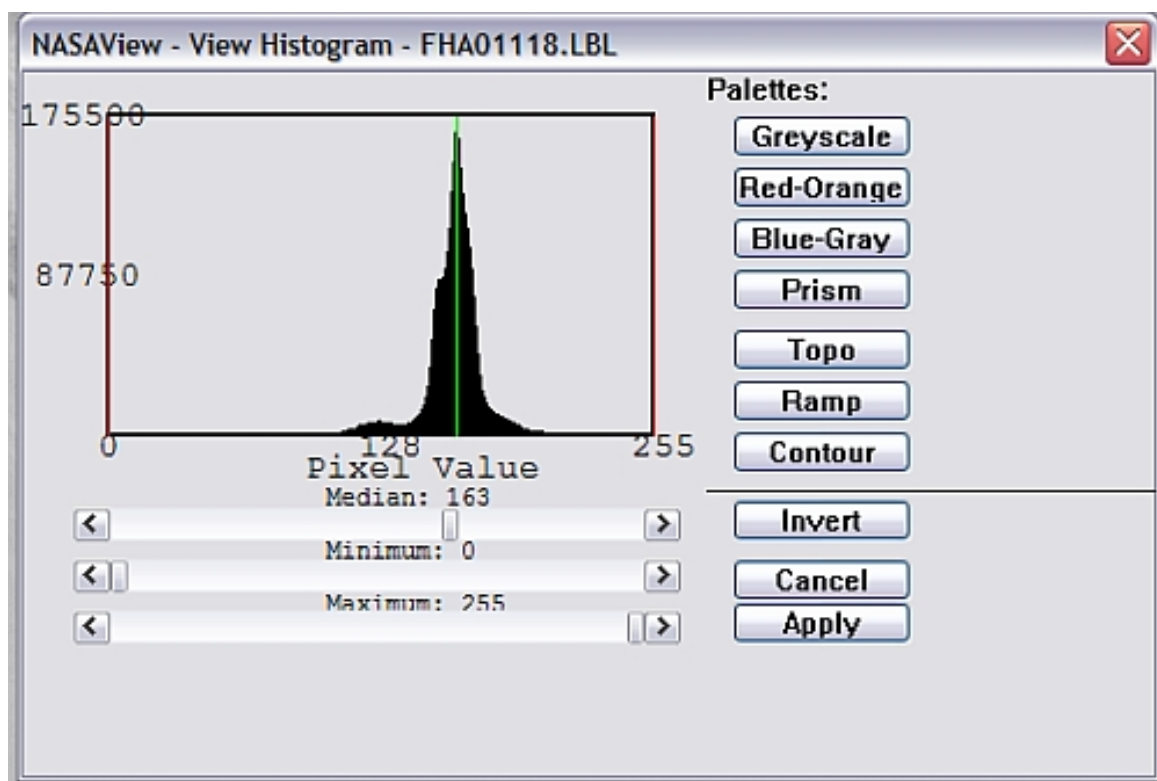 NASAView - View Histogram - FHA01118.LBL
175500
87750
0
128
255
Pixel Value
Median: 163
Minimum: 0
Maximum: 255
Palettes:
Greyscale
Red-Orange
Blue-Gray
Prism
Topo
Ramp
Contour
Invert
Cancel
Apply